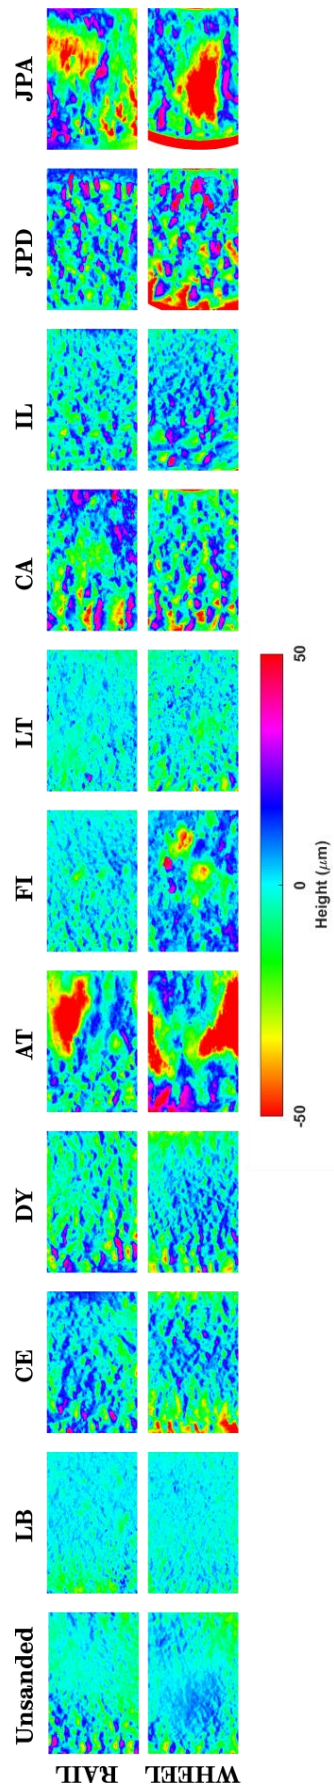 Unsanded LB CE DY AT FI LT CA IL JPD JPA
RAIL
WHEEL
-50 0 50
Height (μm)